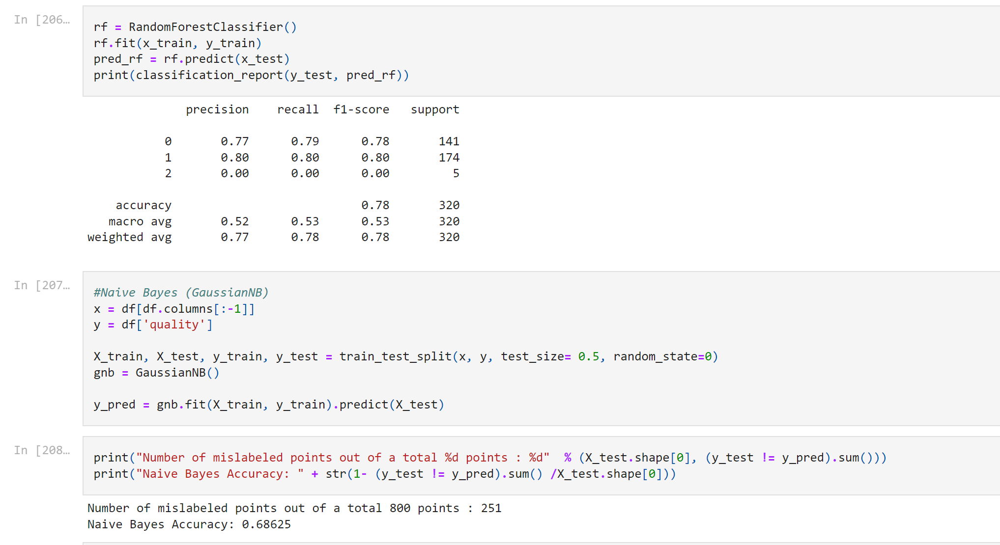 In [206…
rf = RandomForestClassifier()
rf.fit(x_train, y_train)
pred_rf = rf.predict(x_test)
print(classification_report(y_test, pred_rf))
precision recall f1-score support
0 0.77 0.79 0.78 141
1 0.80 0.80 0.80 174
2 0.00 0.00 0.00 5
accuracy 0.78 320
macro avg 0.52 0.53 0.53 320
weighted avg 0.77 0.78 0.78 320
In [207…
#Naive Bayes (GaussianNB)
x = df[df.columns[:-1]]
y = df['quality']
X_train, X_test, y_train, y_test = train_test_split(x, y, test_size= 0.5, random_state=0)
gnb = GaussianNB()
y_pred = gnb.fit(X_train, y_train).predict(X_test)
In [208…
print("Number of mislabeled points out of a total %d points : %d"  % (X_test.shape[0], (y_test != y_pred).sum()))
print("Naive Bayes Accuracy: " + str(1- (y_test != y_pred).sum() /X_test.shape[0]))
Number of mislabeled points out of a total 800 points : 251
Naive Bayes Accuracy: 0.68625